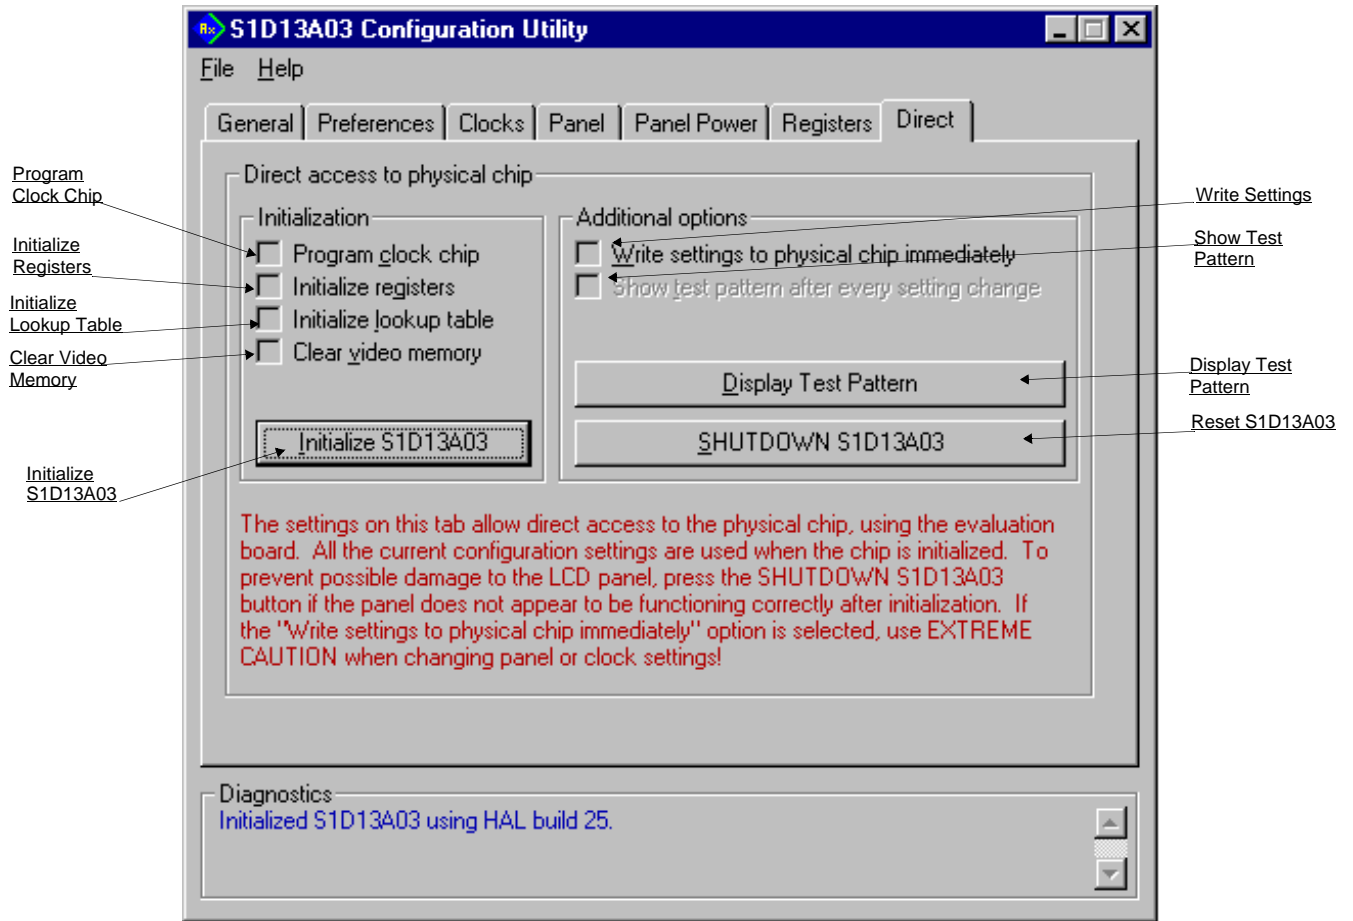 S1D13A03 Configuration Utility
File Help
General Preferences Clocks Panel Panel Power Registers Direct
Direct access to physical chip
Initialization
Program clock chip
Initialize registers
Initialize lookup table
Clear video memory
Initialize S1D13A03
Additional options
Write settings to physical chip immediately
Show test pattern after every setting change
Display Test Pattern
SHUTDOWN S1D13A03
The settings on this tab allow direct access to the physical chip, using the evaluation
board. All the current configuration settings are used when the chip is initialized. To
prevent possible damage to the LCD panel, press the SHUTDOWN S1D13A03
button if the panel does not appear to be functioning correctly after initialization. If
the "Write settings to physical chip immediately" option is selected, use EXTREME
CAUTION when changing panel or clock settings!
Diagnostics
Initialized S1D13A03 using HAL build 25.
Program
Clock Chip
Initialize
Registers
Initialize
Lookup Table
Clear Video
Memory
Initialize
S1D13A03
Write Settings
Show Test
Pattern
Display Test
Pattern
Reset S1D13A03